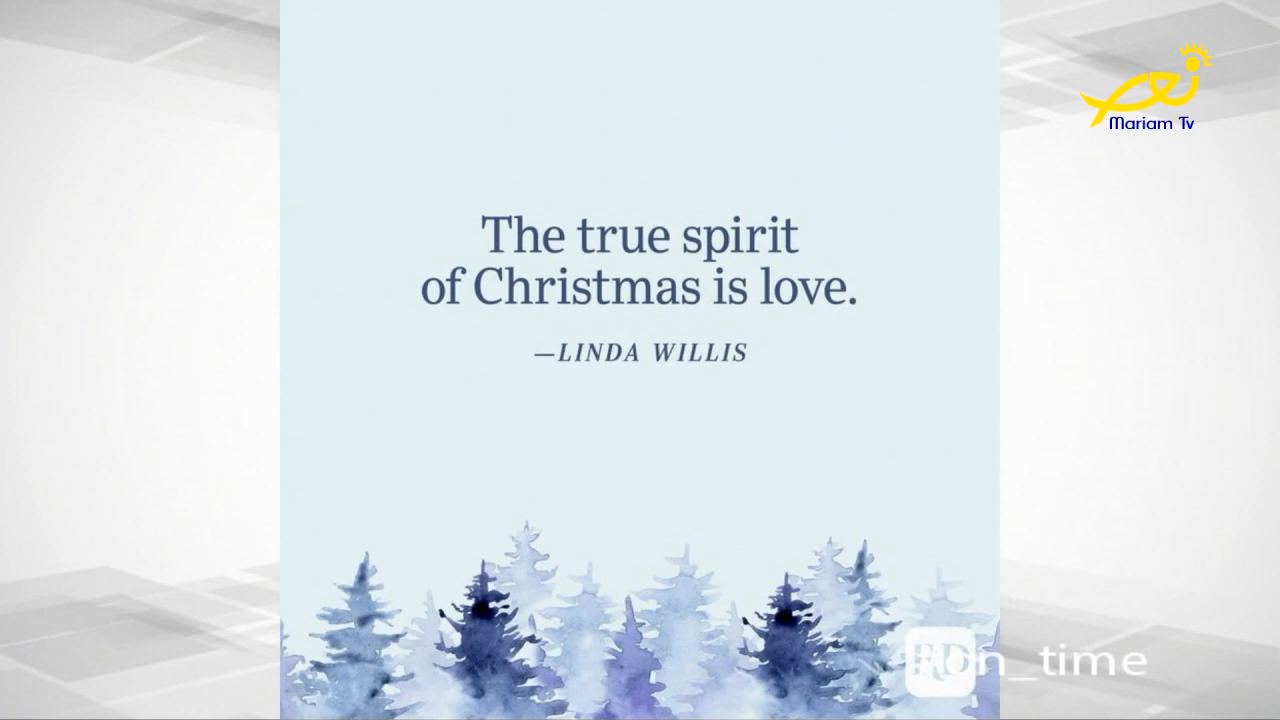 Mariam Tv
The true spirit
of Christmas is love.
—LINDA WILLIS